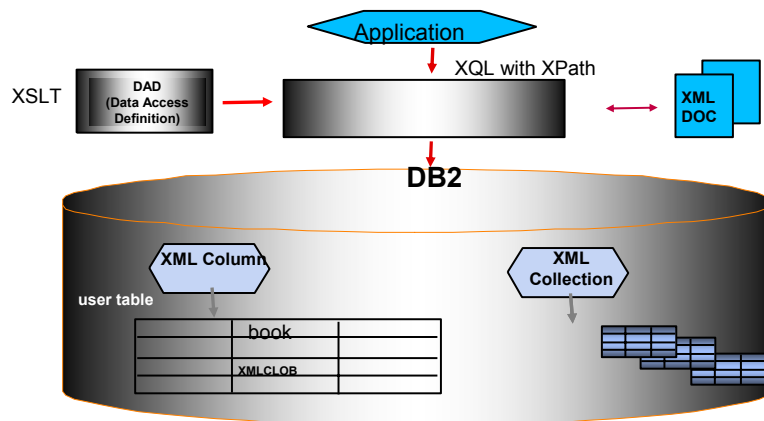 Application
XQL with XPath
XSLT
DAD
(Data Access
Definition)
XML
DOC
DB2
XML Column
XML
Collection
user table
book
XMLCLOB